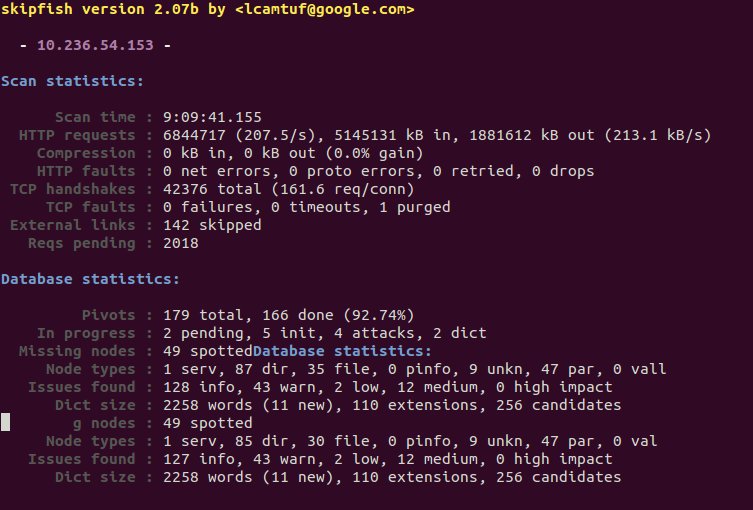 skipfish version 2.07b by <lcamtuf@google.com>
- 10.236.54.153 -
Scan statistics:
Scan time : 9:09:41.155
HTTP requests : 6844717 (207.5/s), 5145131 kB in, 1881612 kB out (213.1 kB/s)
Compression : 0 kB in, 0 kB out (0.0% gain)
HTTP faults : 0 net errors, 0 proto errors, 0 retried, 0 drops
TCP handshakes : 42376 total (161.6 req/conn)
TCP faults : 0 failures, 0 timeouts, 1 purged
External links : 142 skipped
Reqs pending : 2018
Database statistics:
Pivots : 179 total, 166 done (92.74%)
In progress : 2 pending, 5 init, 4 attacks, 2 dict
Missing nodes : 49 spottedDatabase statistics:
Node types : 1 serv, 87 dir, 35 file, 0 pinfo, 9 unkn, 47 par, 0 vall
Issues found : 128 info, 43 warn, 2 low, 12 medium, 0 high impact
Dict size : 2258 words (11 new), 110 extensions, 256 candidates
g nodes : 49 spotted
Node types : 1 serv, 85 dir, 30 file, 0 pinfo, 9 unkn, 47 par, 0 val
Issues found : 127 info, 43 warn, 2 low, 12 medium, 0 high impact
Dict size : 2258 words (11 new), 110 extensions, 256 candidates